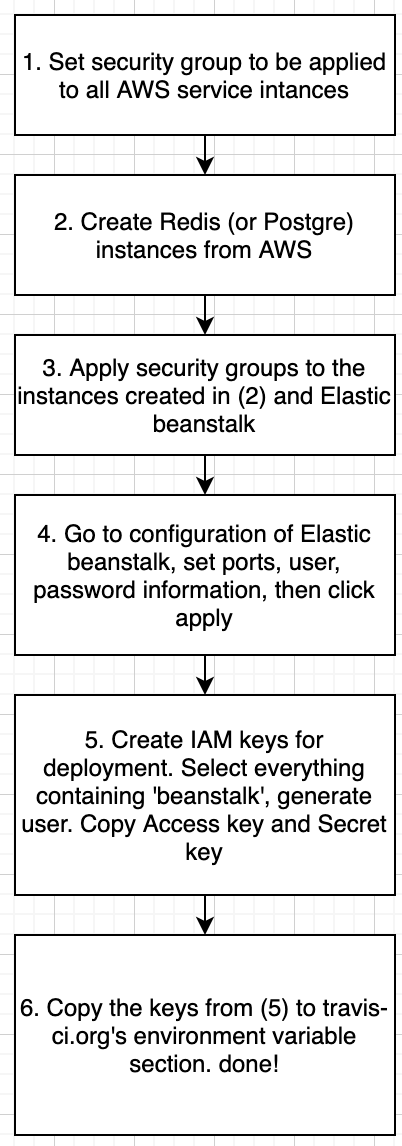 1. Set security group to be applied
to all AWS service intances
2. Create Redis (or Postgre)
instances from AWS
3. Apply security groups to the
instances created in (2) and Elastic
beanstalk
4. Go to configuration of Elastic
beanstalk, set ports, user,
password information, then click
apply
5. Create IAM keys for
deployment. Select everything
containing 'beanstalk', generate
user. Copy Access key and Secret
key
6. Copy the keys from (5) to travis-
ci.org's environment variable
section. done!